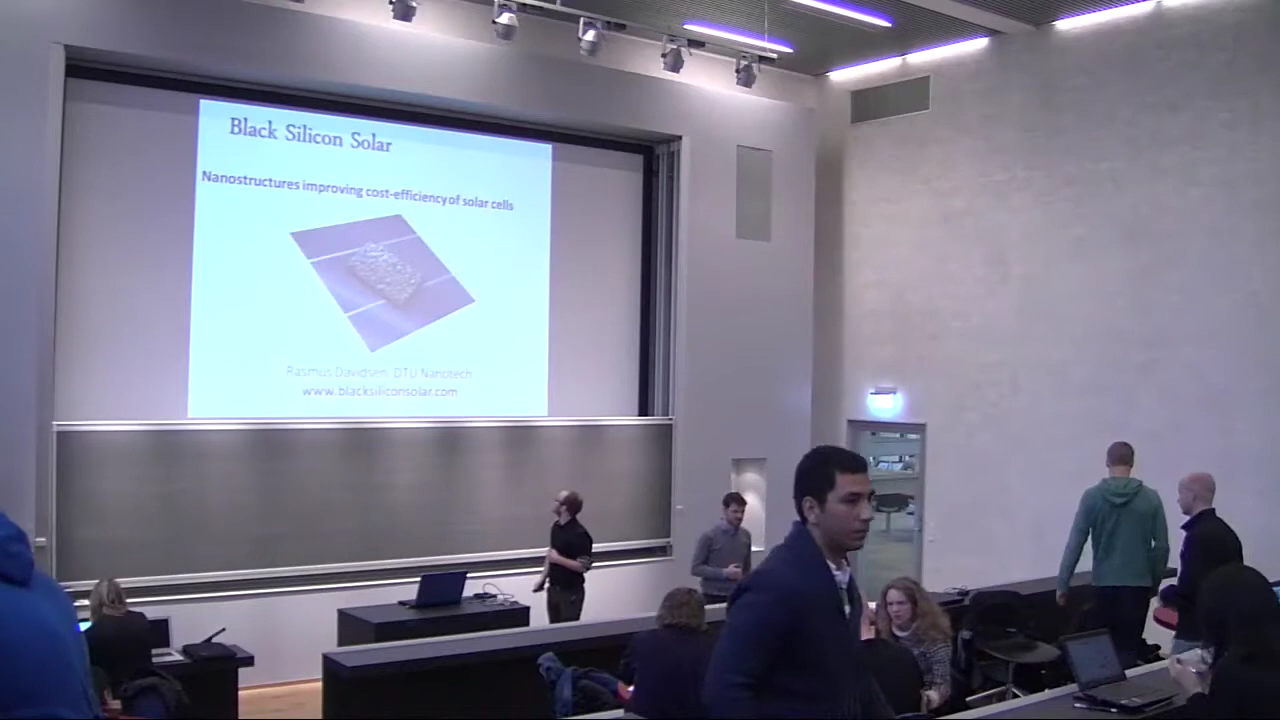 Black Silicon Solar
Nanostructures improving cost-efficiency of solar cells
Rasmus Davidsen, DTU Nanotech
www.blacksiliconsolar.com